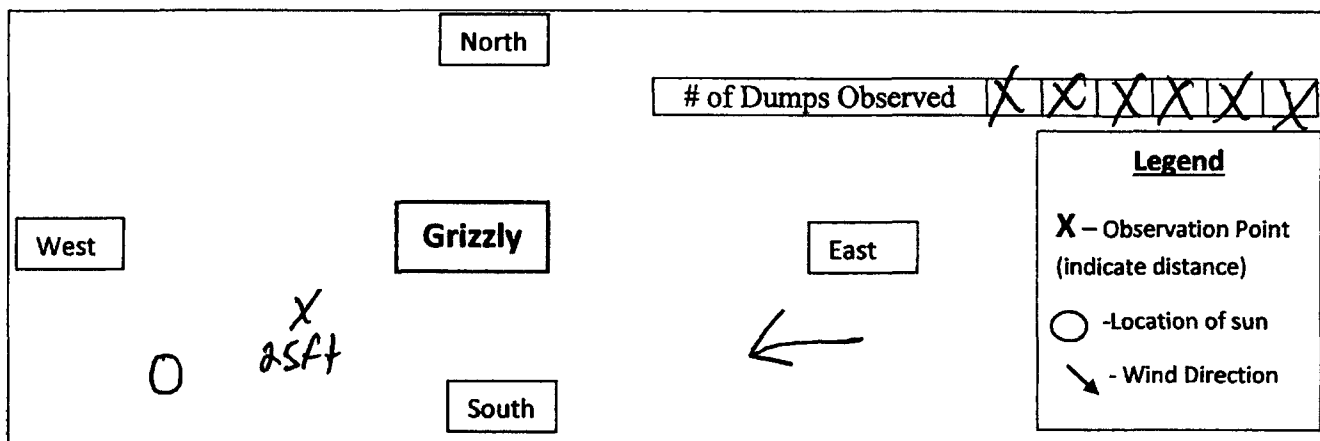 North
# of Dumps Observed X X X X X X
Legend
X – Observation Point
(indicate distance)
-Location of sun
- Wind Direction
West
Grizzly
East
X
25ft
South